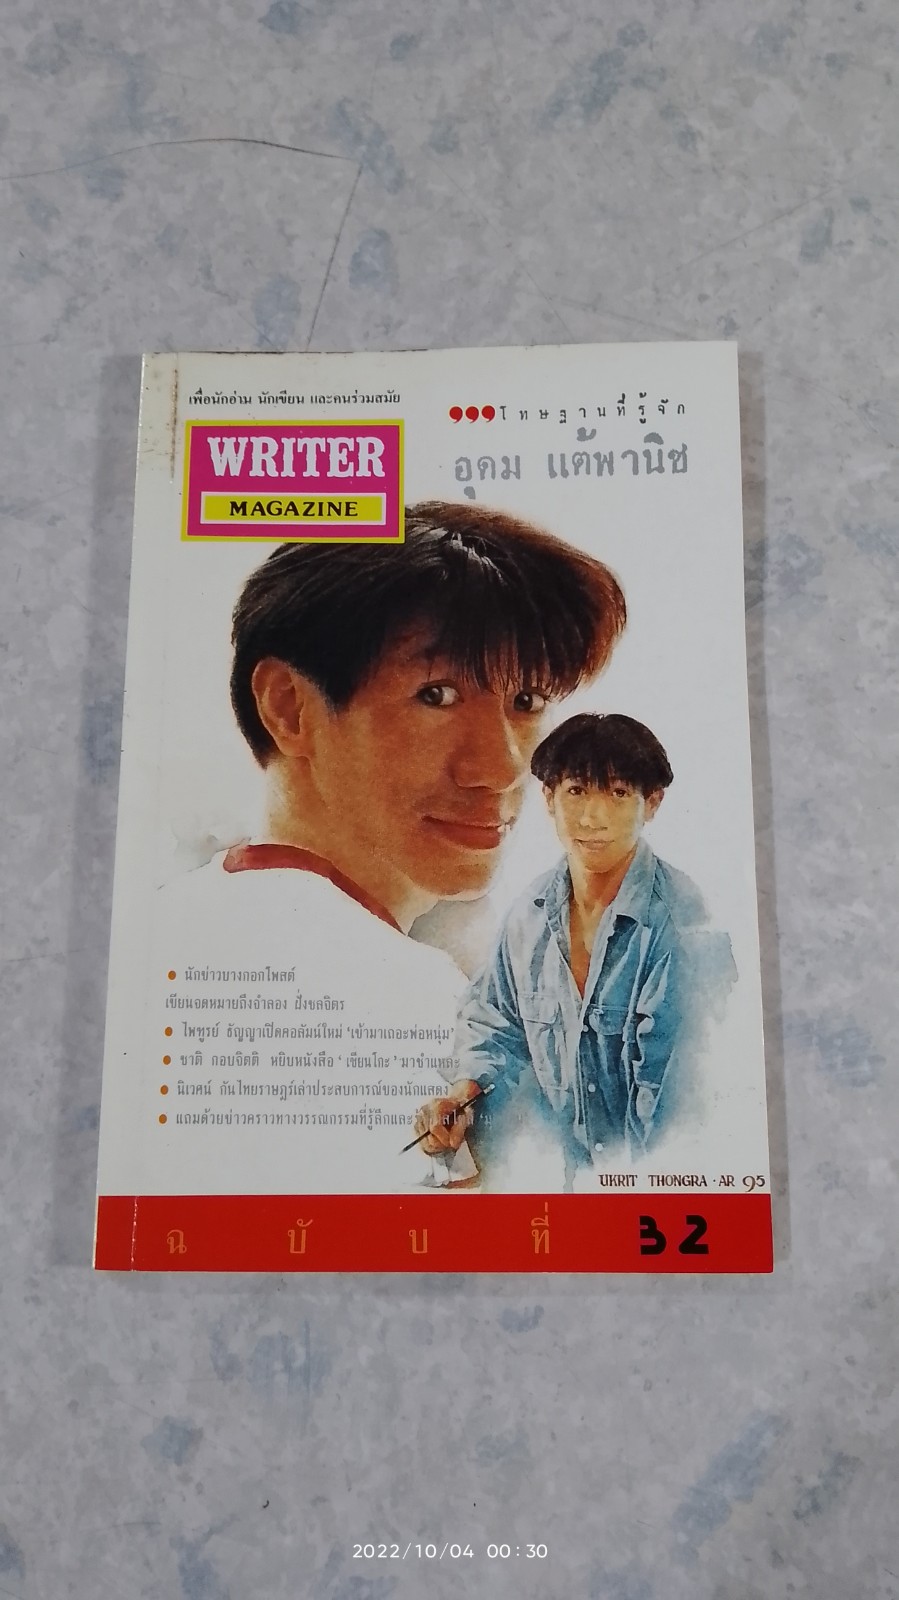 เพื่อนักอ่าน นักเขียน และคนร่วมสมัย
WRITER
MAGAZINE
999โทษฐานที่รู้จัก
อุดม แต้พานิช
• นักข่าวบางกอกโพสต์
เขียนจดหมายถึงจำลอง ฝั่งชลจิตร
• ไพฑูรย์ ธัญญาเปิดคอลัมน์ใหม่ 'เข้ามาเถอะพ่อหนุ่ม'
• ชาติ กอบจิตติ หยิบหนังสือ 'เซียนโกะ' มาชำแหละ
• นิเวศน์ กันไทยราษฎร์เล่าประสบการณ์ของนักแสดง
• แถมด้วยข่าวคราวทางวรรณกรรมที่รู้ลึกและ
UKRIT THONGRA·AR 95
ฉบับที่ 32
2022/10/04 00:30